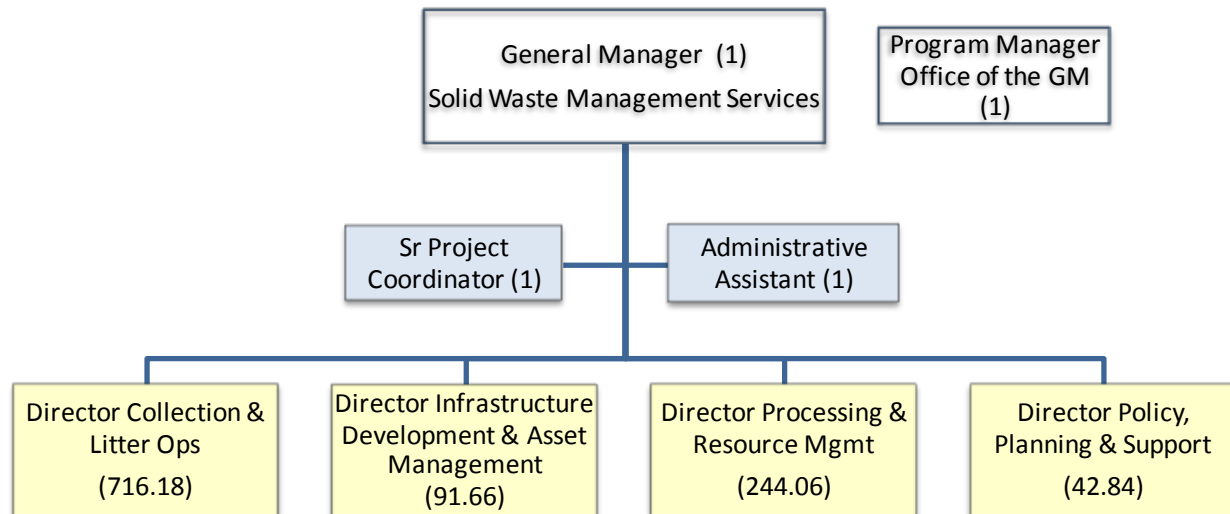 General Manager (1)
Solid Waste Management Services
Program Manager
Office of the GM
(1)
Sr Project
Coordinator (1)
Administrative
Assistant (1)
Director Collection &
Litter Ops
(716.18)
Director Infrastructure
Development & Asset
Management
(91.66)
Director Processing &
Resource Mgmt
(244.06)
Director Policy,
Planning & Support
(42.84)